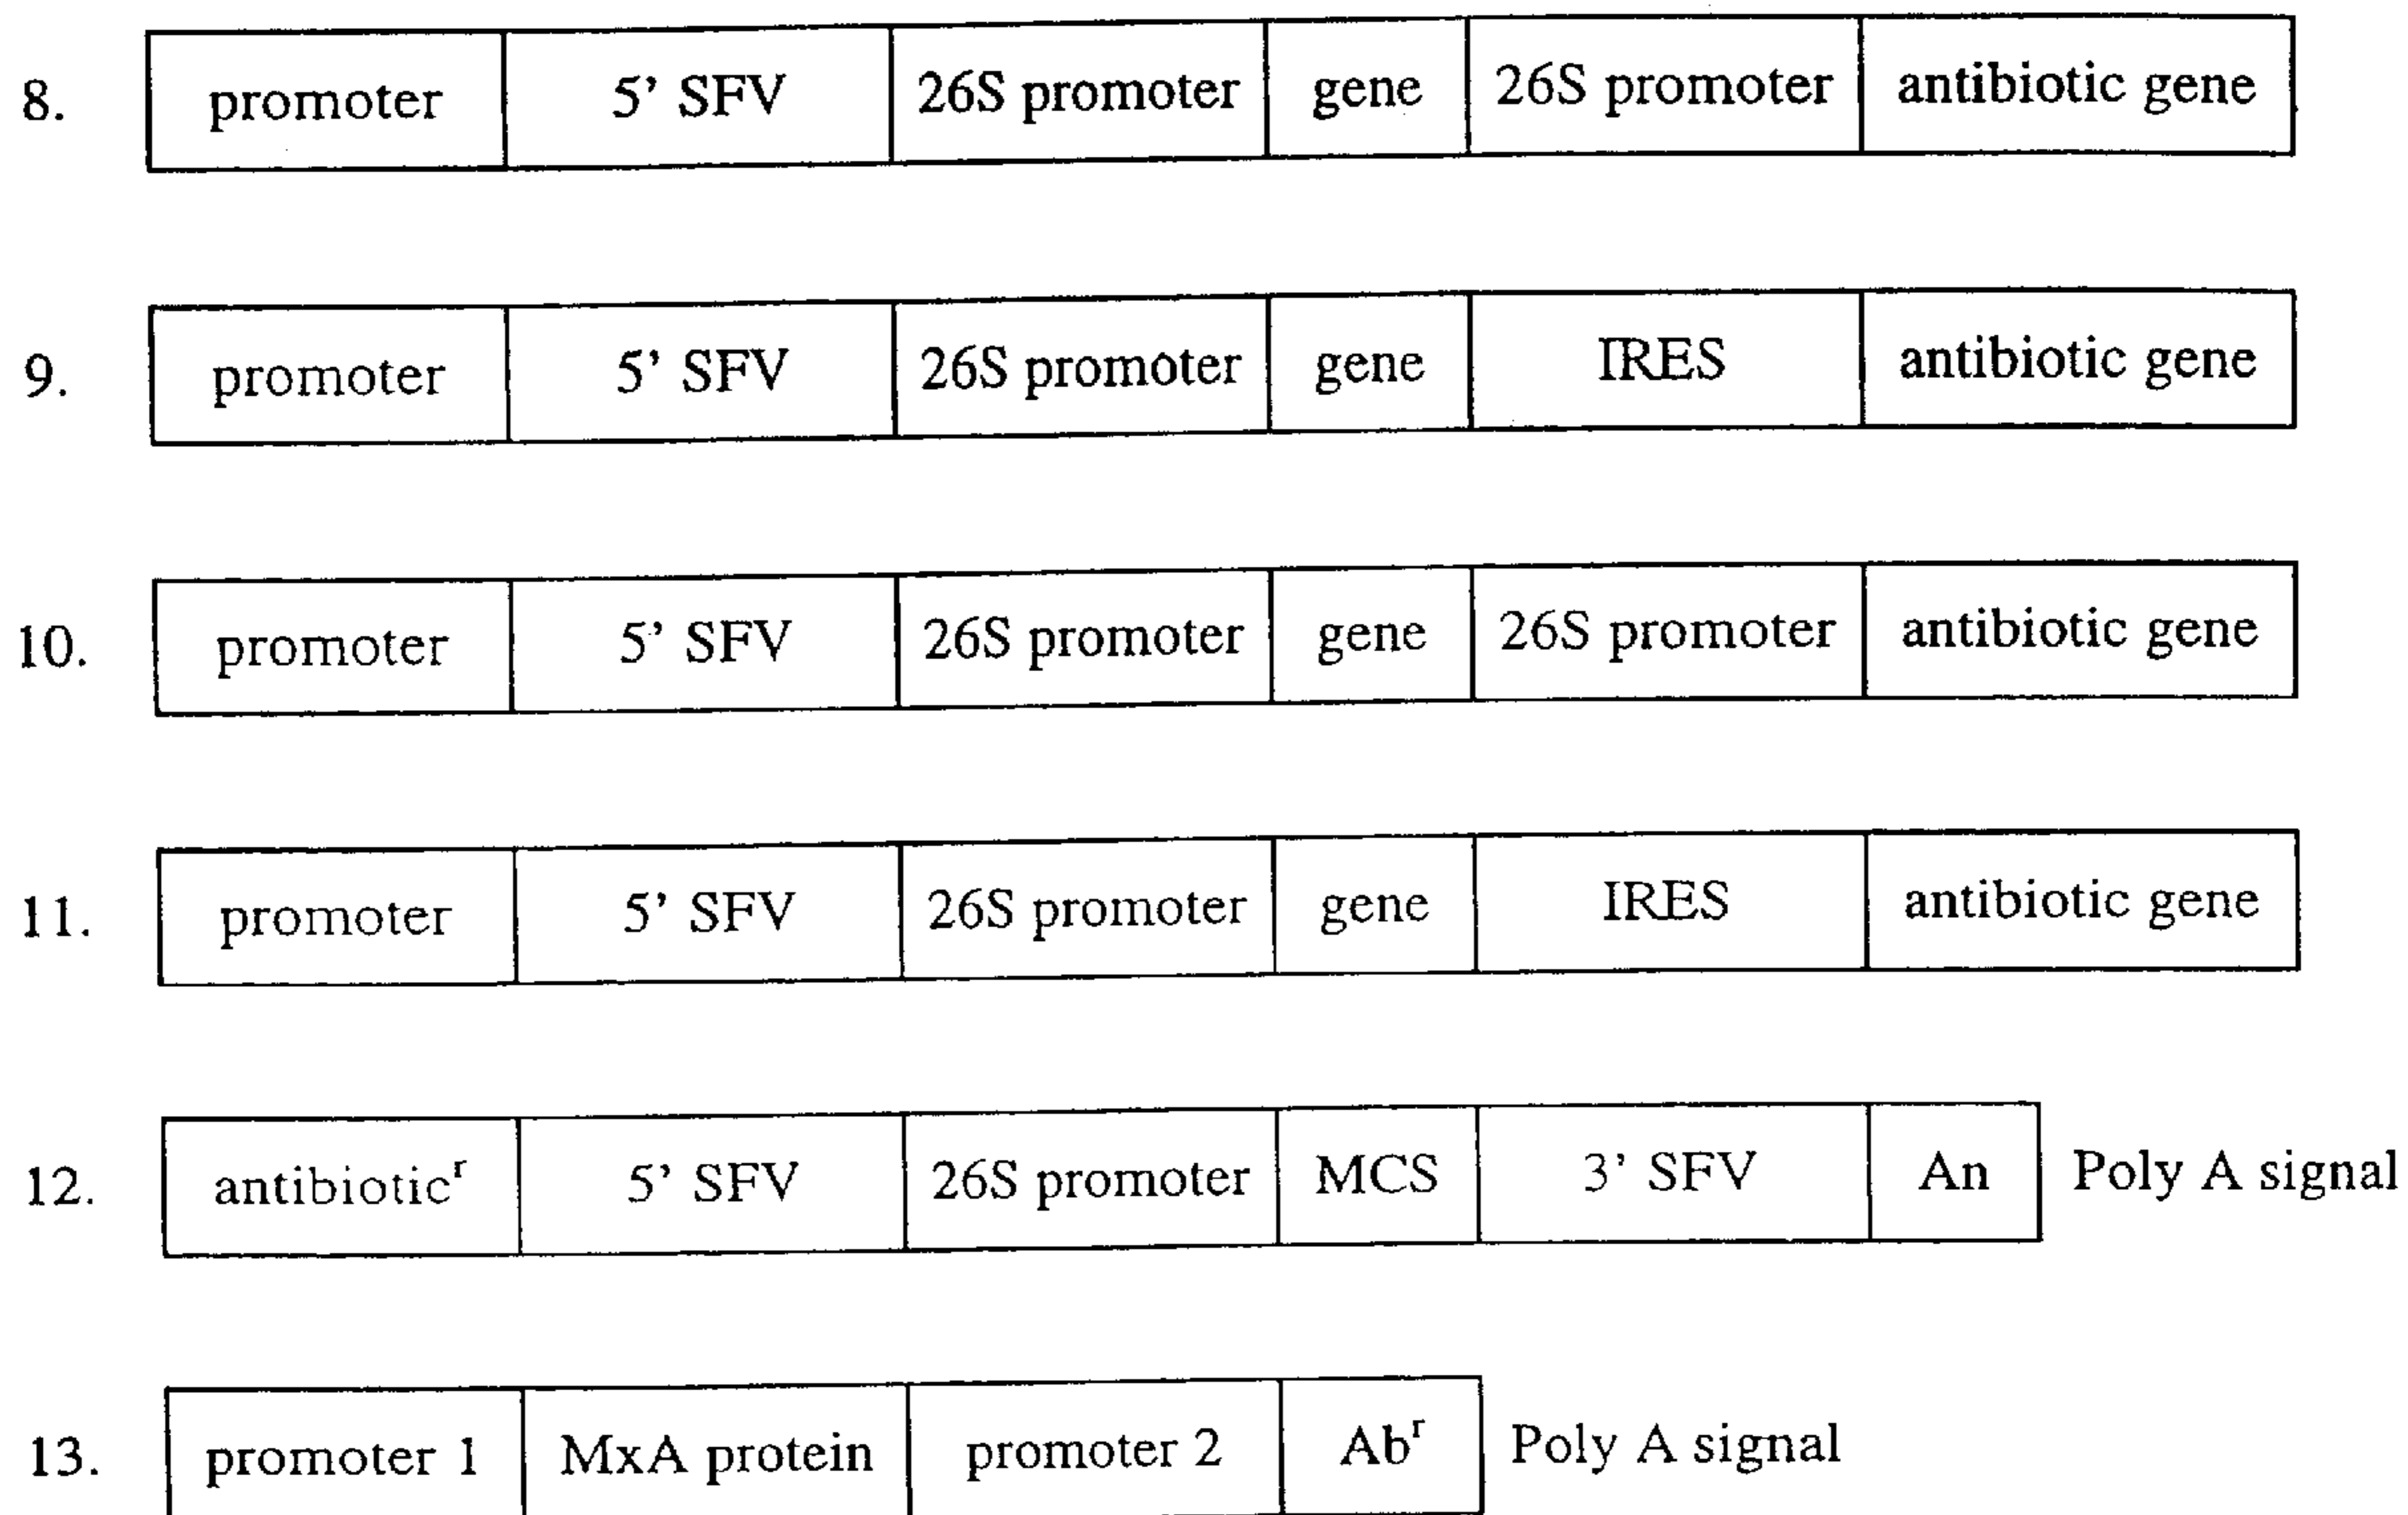 8. promoter 5' SFV 26S promoter gene 26S promoter antibiotic gene
9. promoter 5' SFV 26S promoter gene IRES antibiotic gene
10. promoter 5' SFV 26S promoter gene 26S promoter antibiotic gene
11. promoter 5' SFV 26S promoter gene IRES antibiotic gene
12. antibioticʳ 5' SFV 26S promoter MCS 3' SFV An Poly A signal
13. promoter 1 MxA protein promoter 2 Abʳ Poly A signal